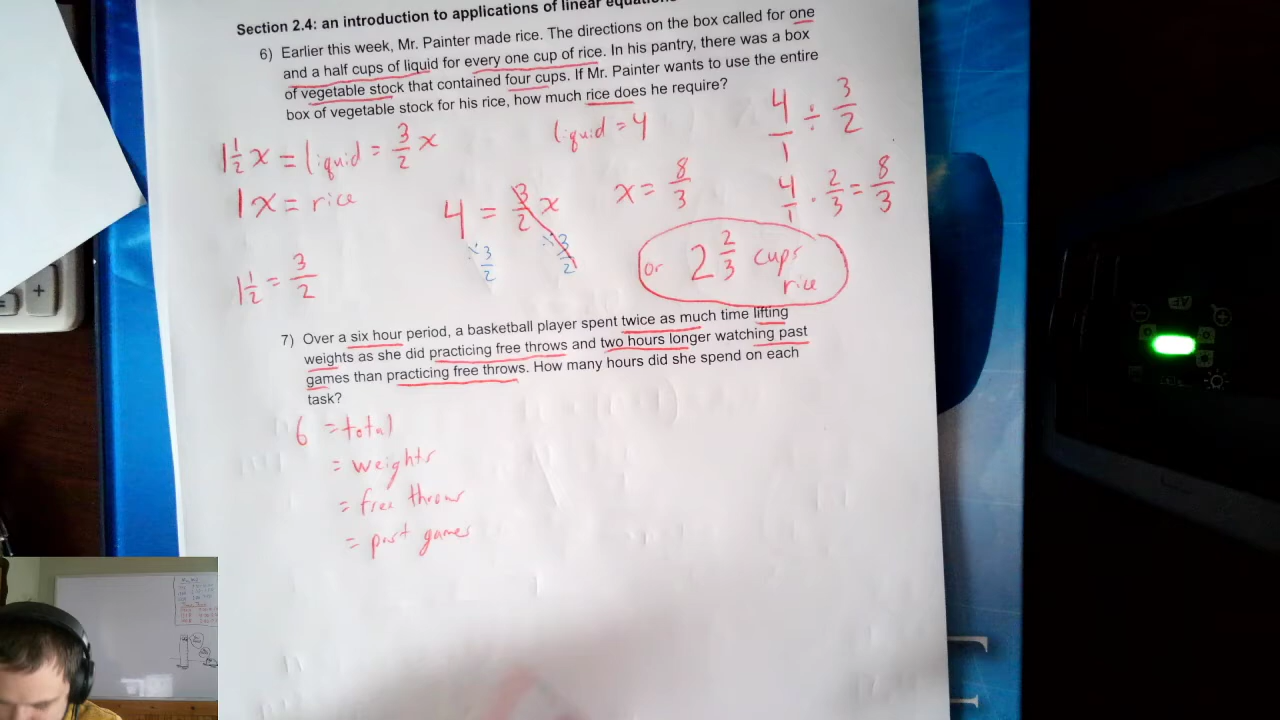 Section 2.4: an introduction to applications of linear equations
6) Earlier this week, Mr. Painter made rice. The directions on the box called for one
and a half cups of liquid for every one cup of rice. In his pantry, there was a box
of vegetable stock that contained four cups. If Mr. Painter wants to use the entire
box of vegetable stock for his rice, how much rice does he require?
1 1/2 x = liquid = 3/2 x
liquid = 4
4/1 ÷ 3/2
1x = rice
4 = 3/2 x
÷ 3/2 ÷ 3/2
x = 8/3
4/1 · 2/3 = 8/3
1 1/2 = 3/2
or 2 2/3 cups
rice
7) Over a six hour period, a basketball player spent twice as much time lifting
weights as she did practicing free throws and two hours longer watching past
games than practicing free throws. How many hours did she spend on each
task?
6 = total
= weights
= free throws
= past games